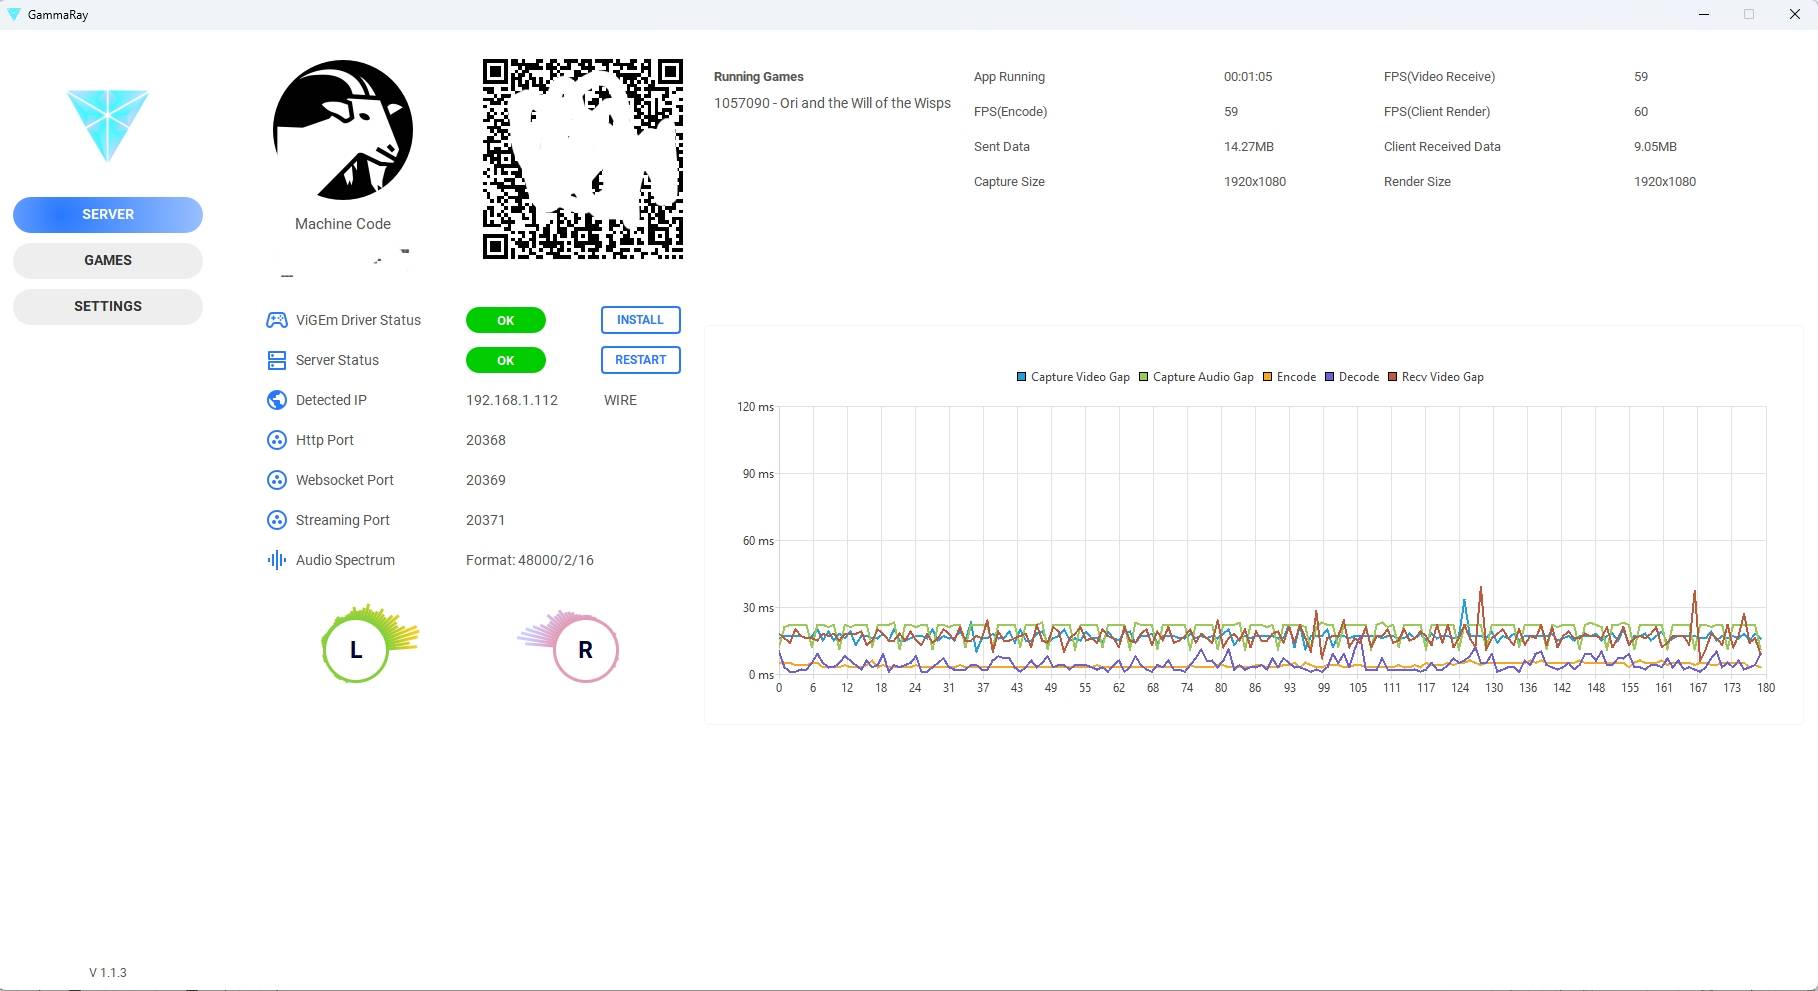 GammaRay
SERVER
GAMES
SETTINGS
V 1.1.3
Machine Code
ViGEm Driver Status OK INSTALL
Server Status OK RESTART
Detected IP 192.168.1.112 WIRE
Http Port 20368
Websocket Port 20369
Streaming Port 20371
Audio Spectrum Format: 48000/2/16
L R
Running Games
1057090 - Ori and the Will of the Wisps
App Running 00:01:05 FPS(Video Receive) 59
FPS(Encode) 59 FPS(Client Render) 60
Sent Data 14.27MB Client Received Data 9.05MB
Capture Size 1920x1080 Render Size 1920x1080
Capture Video Gap Capture Audio Gap Encode Decode Recv Video Gap
120 ms
90 ms
60 ms
30 ms
0 ms
0 6 12 18 24 31 37 43 49 55 62 68 74 80 86 93 99 105 111 117 124 130 136 142 148 155 161 167 173 180